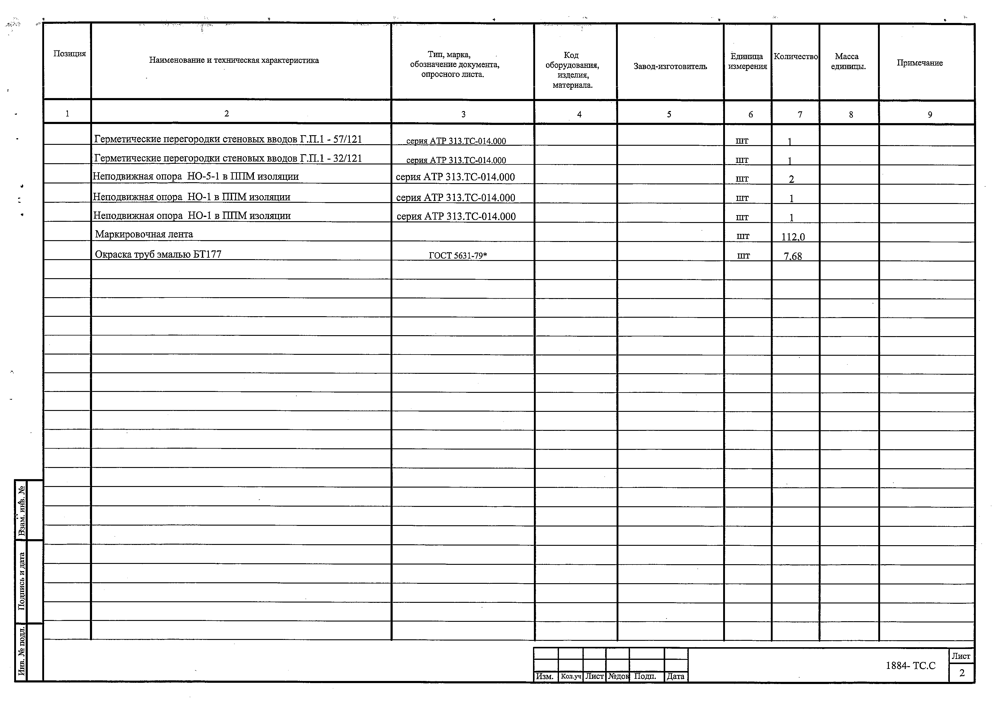 Позиция
Наименование и техническая характеристика
Тип, марка,
обозначение документа,
опросного листа.
Код
оборудования,
изделия,
материала.
Завод-изготовитель
Единица
измерения
Количество
Масса
единицы.
Примечание
1 2 3 4 5 6 7 8 9
Герметические перегородки стеновых вводов Г.П.1 - 57/121 серия АТР 313.ТС-014.000 шт 1
Герметические перегородки стеновых вводов Г.П.1 - 32/121 серия АТР 313.ТС-014.000 шт 1
Неподвижная опора НО-5-1 в ППМ изоляции серия АТР 313.ТС-014.000 шт 2
Неподвижная опора НО-1 в ППМ изоляции серия АТР 313.ТС-014.000 шт 1
Неподвижная опора НО-1 в ППМ изоляции серия АТР 313.ТС-014.000 шт 1
Маркировочная лента шт 112,0
Окраска труб эмалью БТ177 ГОСТ 5631-79* шт 7,68
Взам. инв. №
Подпись и дата
Инв. № подл.
Изм. Кол.уч Лист №док Подп. Дата
1884- ТС.С
Лист
2